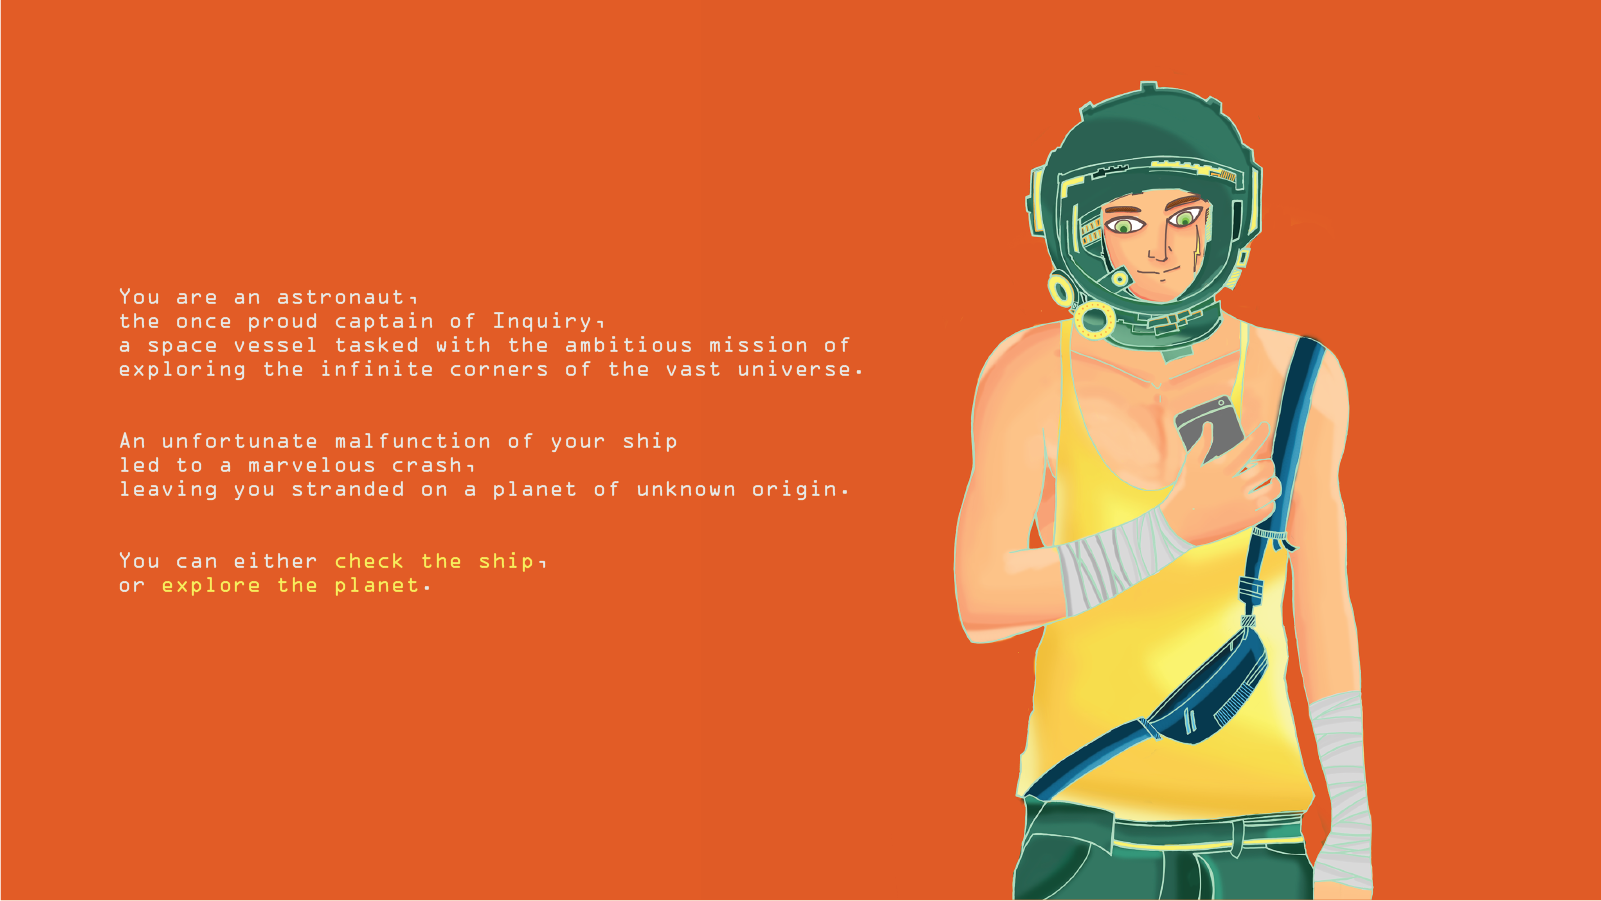 You are an astronaut,
the once proud captain of Inquiry,
a space vessel tasked with the ambitious mission of
exploring the infinite corners of the vast universe.
An unfortunate malfunction of your ship
led to a marvelous crash,
leaving you stranded on a planet of unknown origin.
You can either check the ship,
or explore the planet.